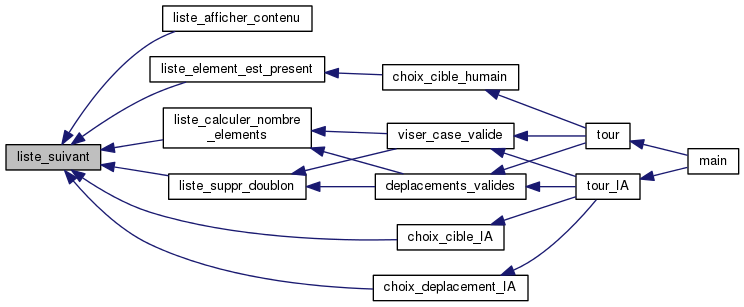 liste_afficher_contenu
liste_element_est_present
choix_cible_humain
liste_calculer_nombre
_elements
viser_case_valide
tour
liste_suivant
main
liste_suppr_doublon
deplacements_valides
tour_IA
choix_cible_IA
choix_deplacement_IA